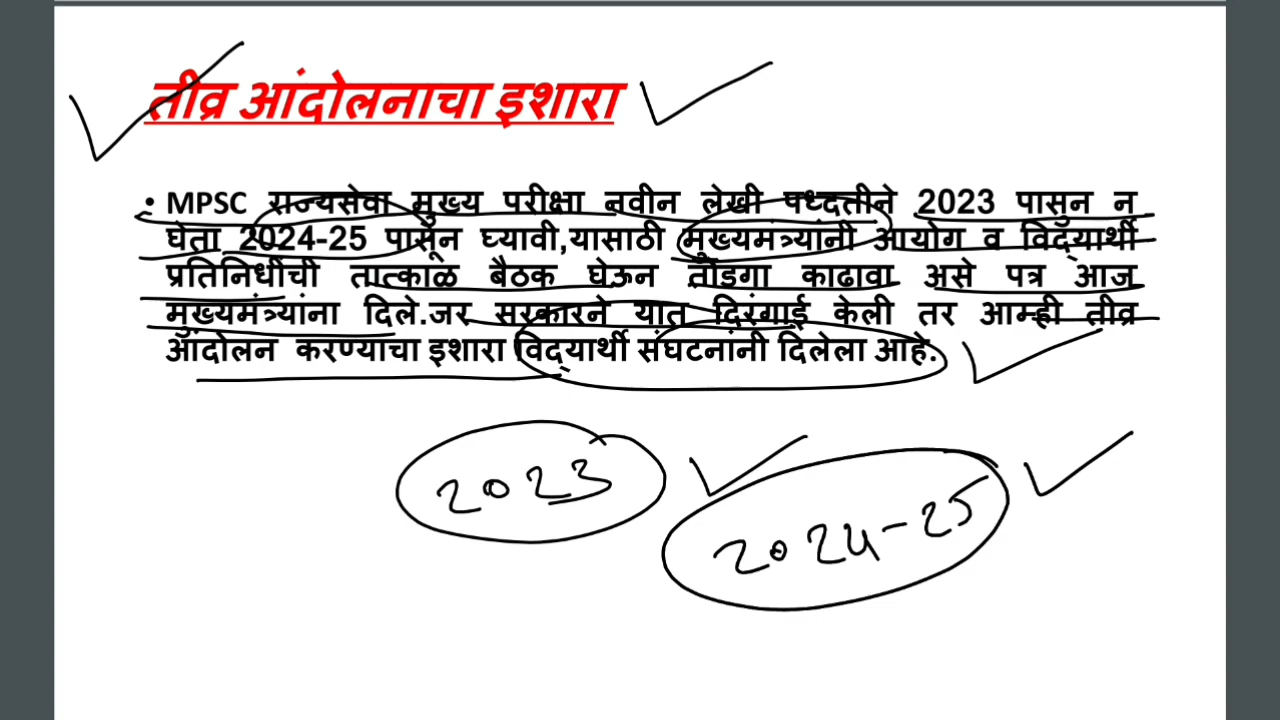 तीव्र आंदोलनाचा इशारा
• MPSC राज्यसेवा मुख्य परीक्षा नवीन लेखी पध्दतीने 2023 पासुन न
घेता 2024-25 पासून घ्यावी,यासाठी मुख्यमंत्र्यांनी आयोग व विद्यार्थी
प्रतिनिधींची तात्काळ बैठक घेऊन तोडगा काढावा असे पत्र आज
मुख्यमंत्र्यांना दिले.जर सरकारने यात दिरंगाई केली तर आम्ही तीव्र
आंदोलन करण्याचा इशारा विद्यार्थी संघटनांनी दिलेला आहे.
2023
2024-25